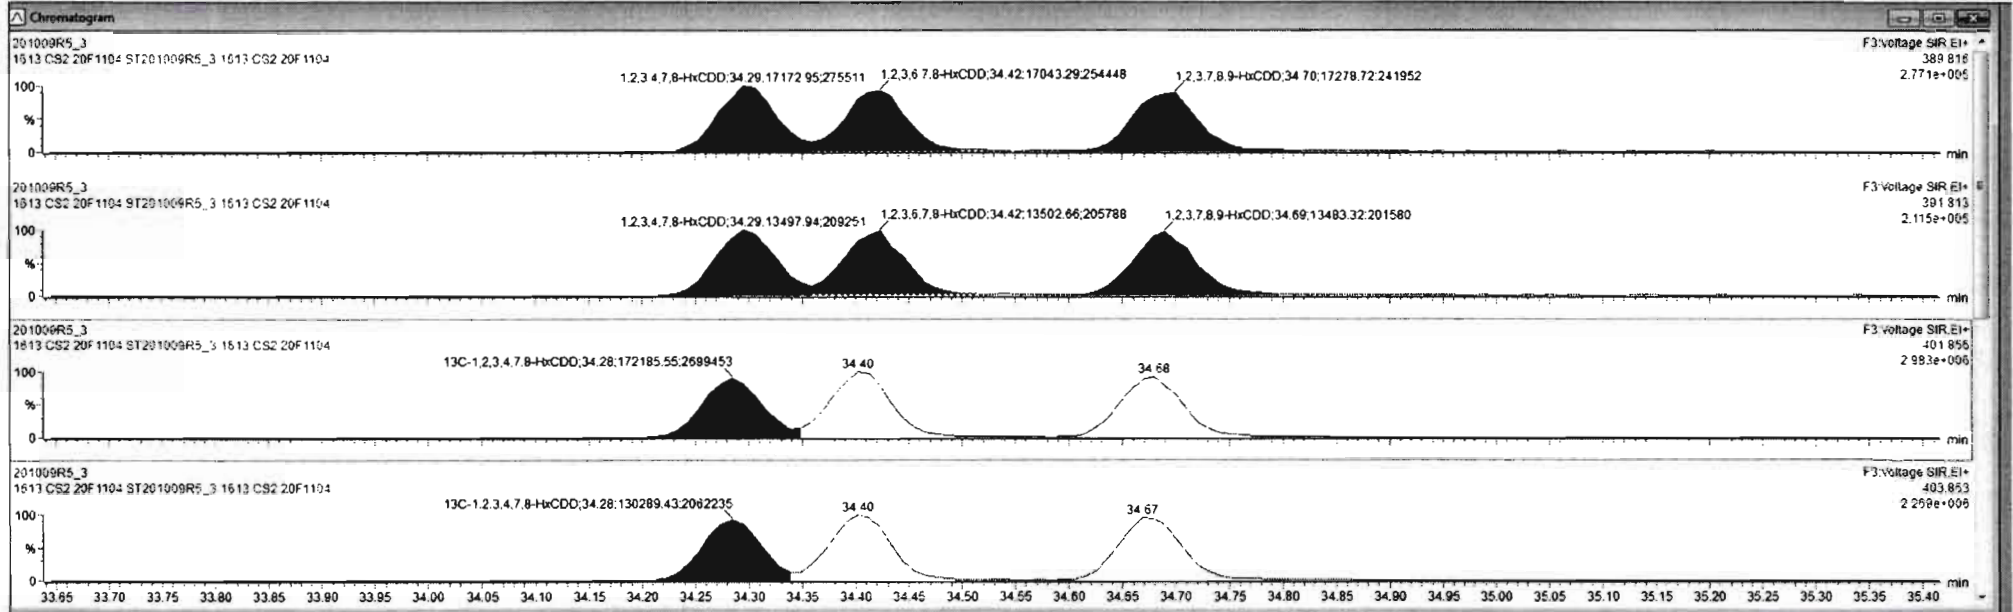 Chromatogram
201009R5_3 F3:Voltage SIR,EI+
1613 CS2 20F1104 ST201009R5_3 1613 CS2 20F1104 389.816
1,2,3,4,7,8-HxCDD;34.29;17172.95;275511 1,2,3,6,7,8-HxCDD;34.42;17043.29;254448 1,2,3,7,8,9-HxCDD;34.70;17278.72;241952 2.771e+005
100
%
0
min
201009R5_3 F3:Voltage SIR,EI+
1613 CS2 20F1104 ST201009R5_3 1613 CS2 20F1104 391.813
1,2,3,4,7,8-HxCDD;34.29;13497.94;209251 1,2,3,6,7,8-HxCDD;34.42;13502.66;205788 1,2,3,7,8,9-HxCDD;34.69;13483.32;201580 2.115e+005
100
%
0
min
201009R5_3 F3:Voltage SIR,EI+
1613 CS2 20F1104 ST201009R5_3 1613 CS2 20F1104 401.856
13C-1,2,3,4,7,8-HxCDD;34.28;172185.55;2689453 34.40 34.68 2.983e+006
100
%
0
min
201009R5_3 F3:Voltage SIR,EI+
1613 CS2 20F1104 ST201009R5_3 1613 CS2 20F1104 403.853
13C-1,2,3,4,7,8-HxCDD;34.28;130289.43;2062235 34.40 34.67 2.269e+006
100
%
0
min
33.65 33.70 33.75 33.80 33.85 33.90 33.95 34.00 34.05 34.10 34.15 34.20 34.25 34.30 34.35 34.40 34.45 34.50 34.55 34.60 34.65 34.70 34.75 34.80 34.85 34.90 34.95 35.00 35.05 35.10 35.15 35.20 35.25 35.30 35.35 35.40